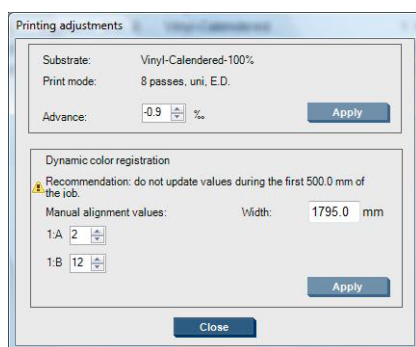 Printing adjustments
Substrate: Vinyl-Calendered-100%
Print mode: 8 passes, uni, E.D.
Advance: -0.9 ‰ Apply
Dynamic color registration
Recommendation: do not update values during the first 500.0 mm of
the job.
Manual alignment values: Width: 1795.0 mm
1:A 2
1:B 12
Apply
Close